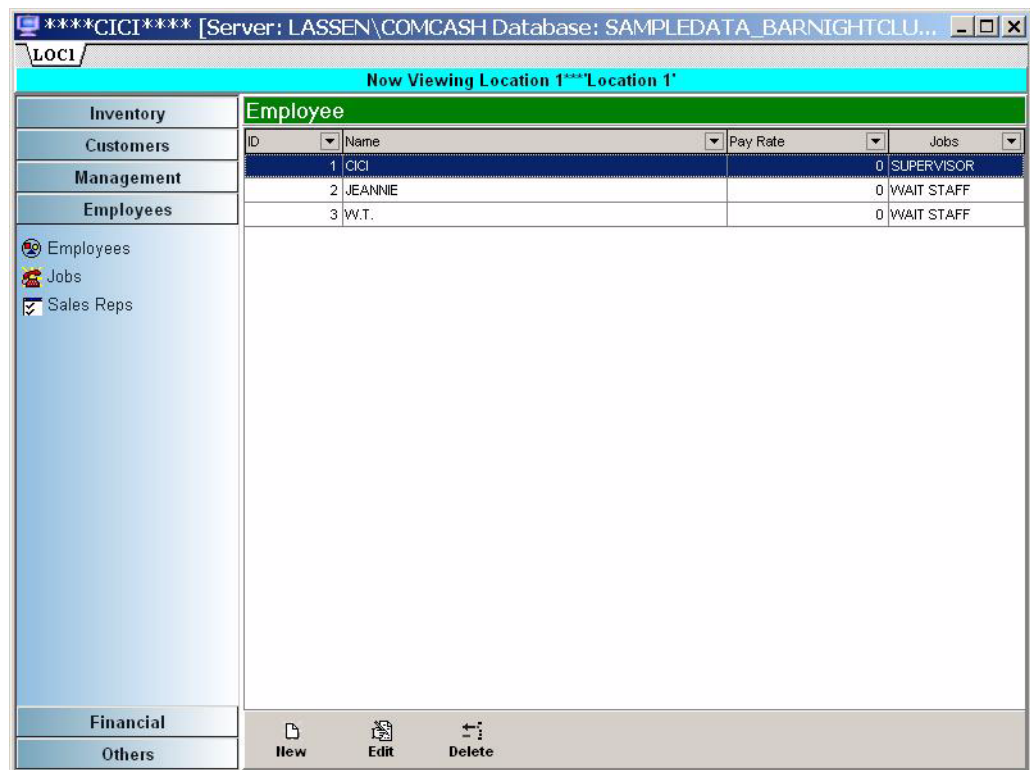 ****CICI**** [Server: LASSEN\COMCASH Database: SAMPLEDATA_BARNIGHTCLU...
LOC1
Now Viewing Location 1***'Location 1'
Inventory
Customers
Management
Employees
Employees
Jobs
Sales Reps
Financial
Others
Employee
ID Name Pay Rate Jobs
1 CICI 0 SUPERVISOR
2 JEANNIE 0 WAIT STAFF
3 W.T. 0 WAIT STAFF
New Edit Delete